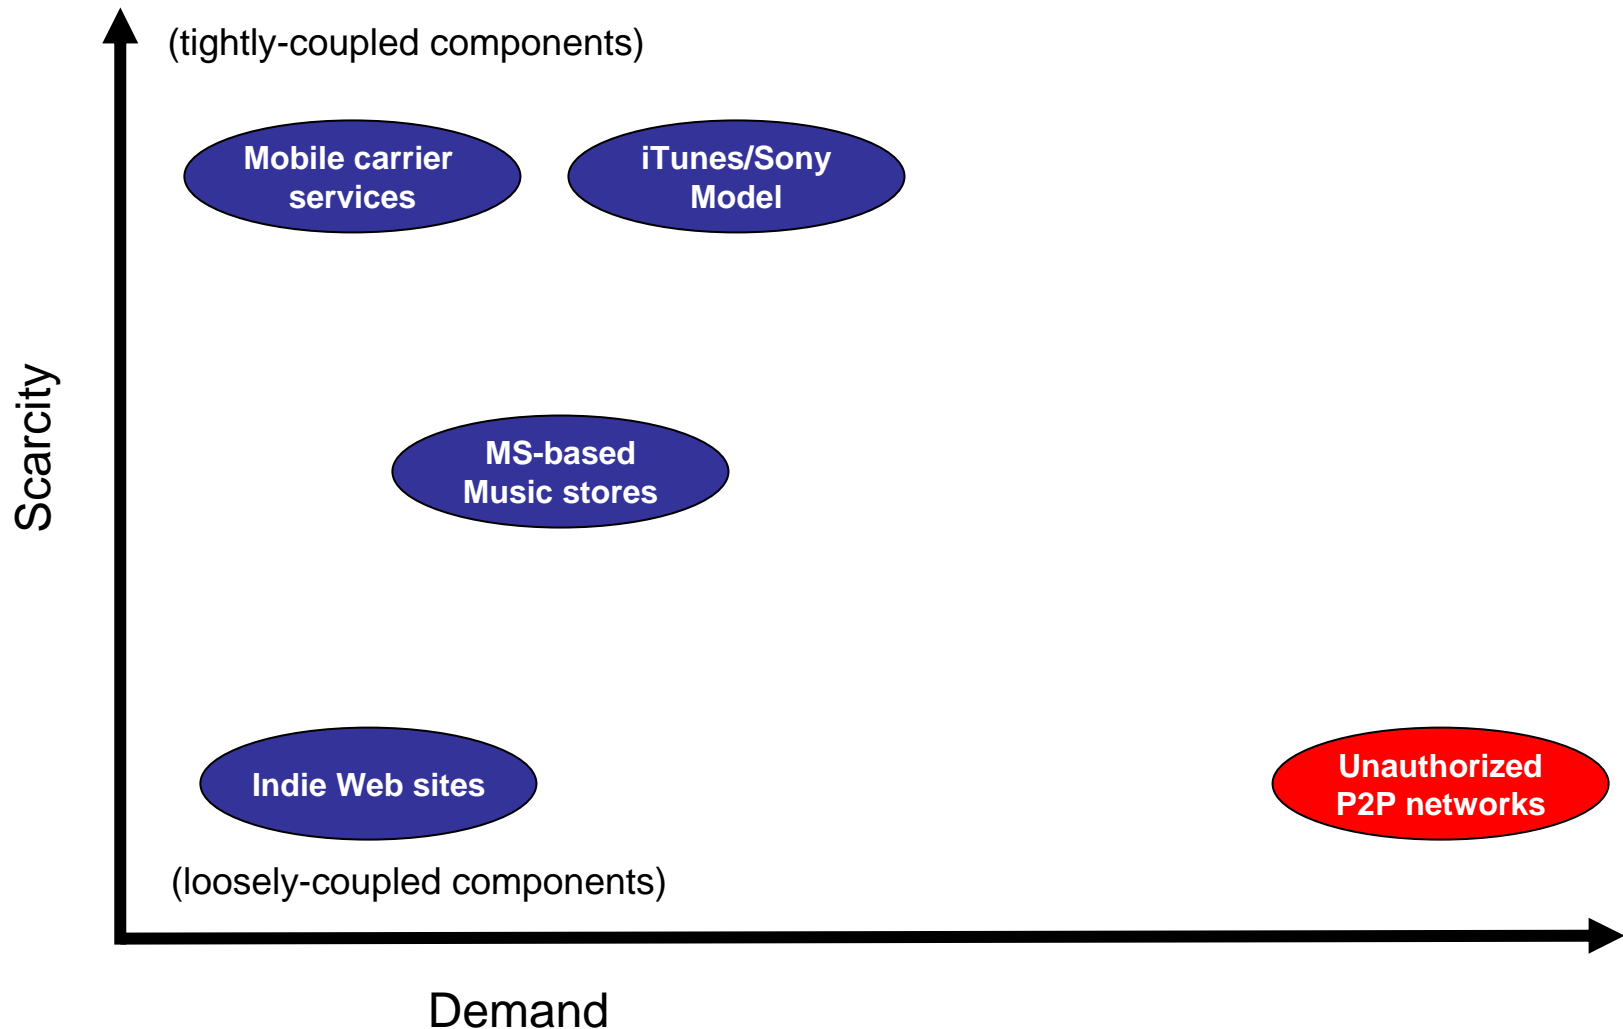 (tightly-coupled components)
Mobile carrier
services
iTunes/Sony
Model
Scarcity
MS-based
Music stores
Indie Web sites
Unauthorized
P2P networks
(loosely-coupled components)
Demand